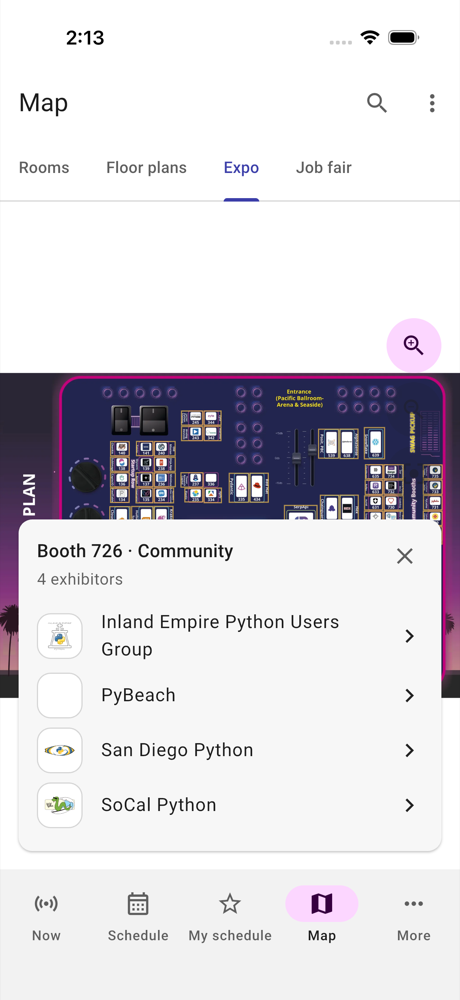 2:13
Map
Rooms
Floor plans
Expo
Job fair
Entrance
(Pacific Ballroom-
Arena & Seaside)
SWAG PICKUP
PLAN
Booth 726 · Community
4 exhibitors
Inland Empire Python Users
Group
PyBeach
San Diego Python
SoCal Python
Now
Schedule
My schedule
Map
More